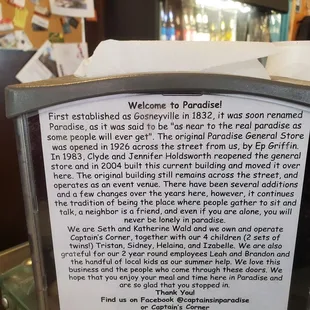 Welcome to Paradise!
First established as Gosneyville in 1832, it was soon renamed
Paradise, as it was said to be "as near to the real paradise as
some people will ever get". The original Paradise General Store
was opened in 1926 across the street from us, by Ep Griffin.
In 1983, Clyde and Jennifer Holdsworth reopened the general
store and in 2004 built this current building and moved it over
here. The original building still remains across the street, and
operates as an event venue. There have been several additions
and a few changes over the years here, however, it continues
the tradition of being the place where people gather to sit and
talk, a neighbor is a friend, and even if you are alone, you will
never be lonely in paradise.
We are Seth and Katherine Wald and we own and operate
Captain's Corner, together with our 4 children (2 sets of
twins!) Tristan, Sidney, Helaina, and Izabelle. We are also
grateful for our 2 year round employees Leah and Brandon and
the handful of local kids as our summer help. We love this
business and the people who come through these doors. We
hope that you enjoy your meal and time here in Paradise and
are so glad that you stopped in.
Thank You!
Find us on Facebook @captainsinparadise
or Captain's Corner